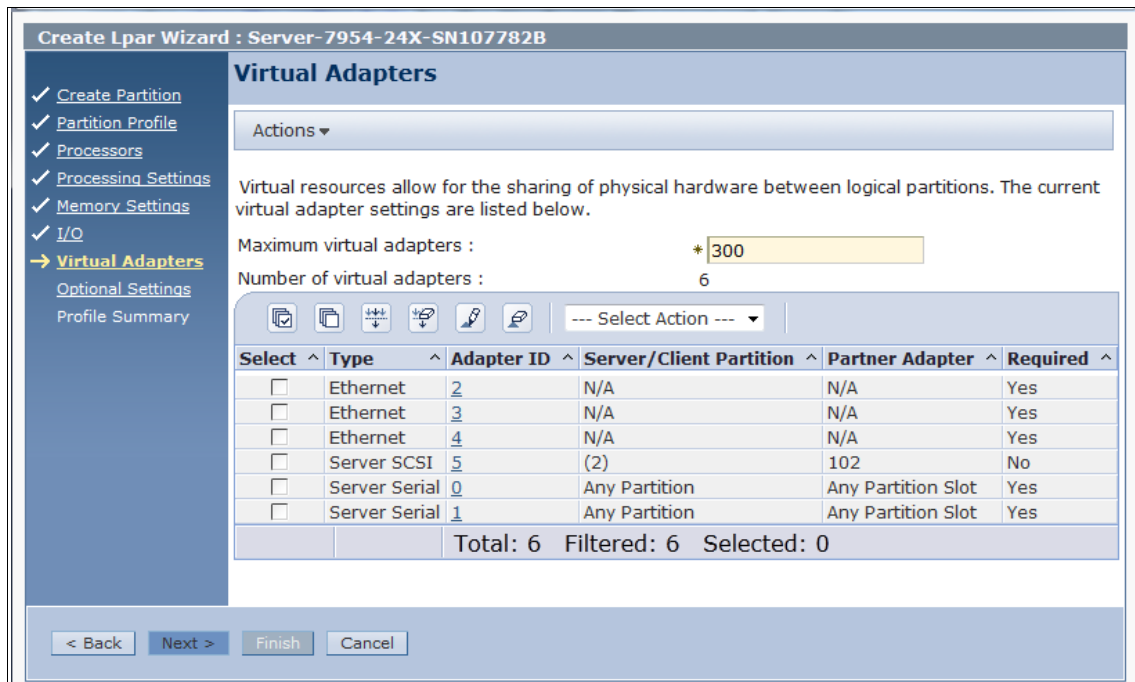 Create Lpar Wizard : Server-7954-24X-SN107782B
Create Partition
Partition Profile
Processors
Processing Settings
Memory Settings
I/O
Virtual Adapters
Optional Settings
Profile Summary
Virtual Adapters
Actions
Virtual resources allow for the sharing of physical hardware between logical partitions. The current
virtual adapter settings are listed below.
Maximum virtual adapters : * 300
Number of virtual adapters : 6
--- Select Action ---
Select ^ Type ^ Adapter ID ^ Server/Client Partition ^ Partner Adapter ^ Required ^
Ethernet 2 N/A N/A Yes
Ethernet 3 N/A N/A Yes
Ethernet 4 N/A N/A Yes
Server SCSI 5 (2) 102 No
Server Serial 0 Any Partition Any Partition Slot Yes
Server Serial 1 Any Partition Any Partition Slot Yes
Total: 6 Filtered: 6 Selected: 0
< Back Next > Finish Cancel